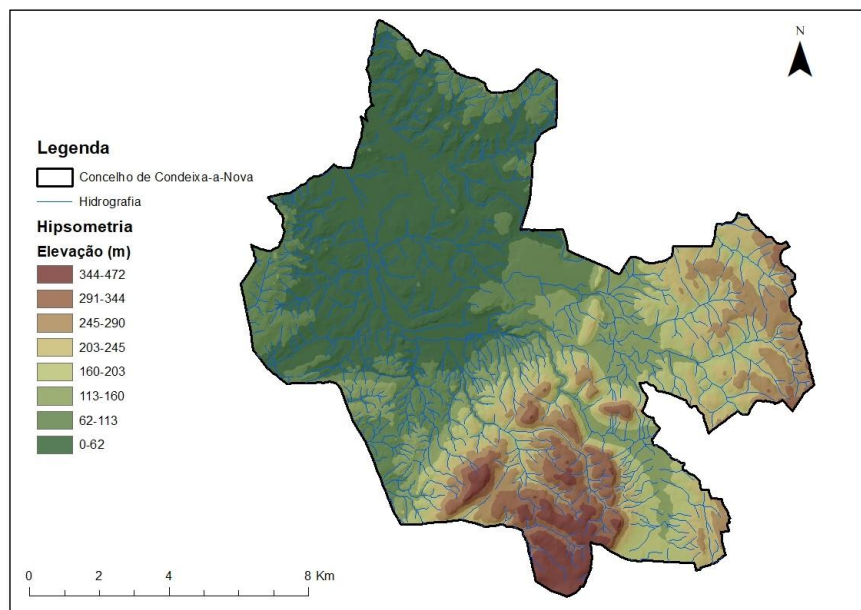 N
Legenda
Concelho de Condeixa-a-Nova
Hidrografia
Hipsometria
Elevação (m)
344-472
291-344
245-290
203-245
160-203
113-160
62-113
0-62
0 2 4 8 Km